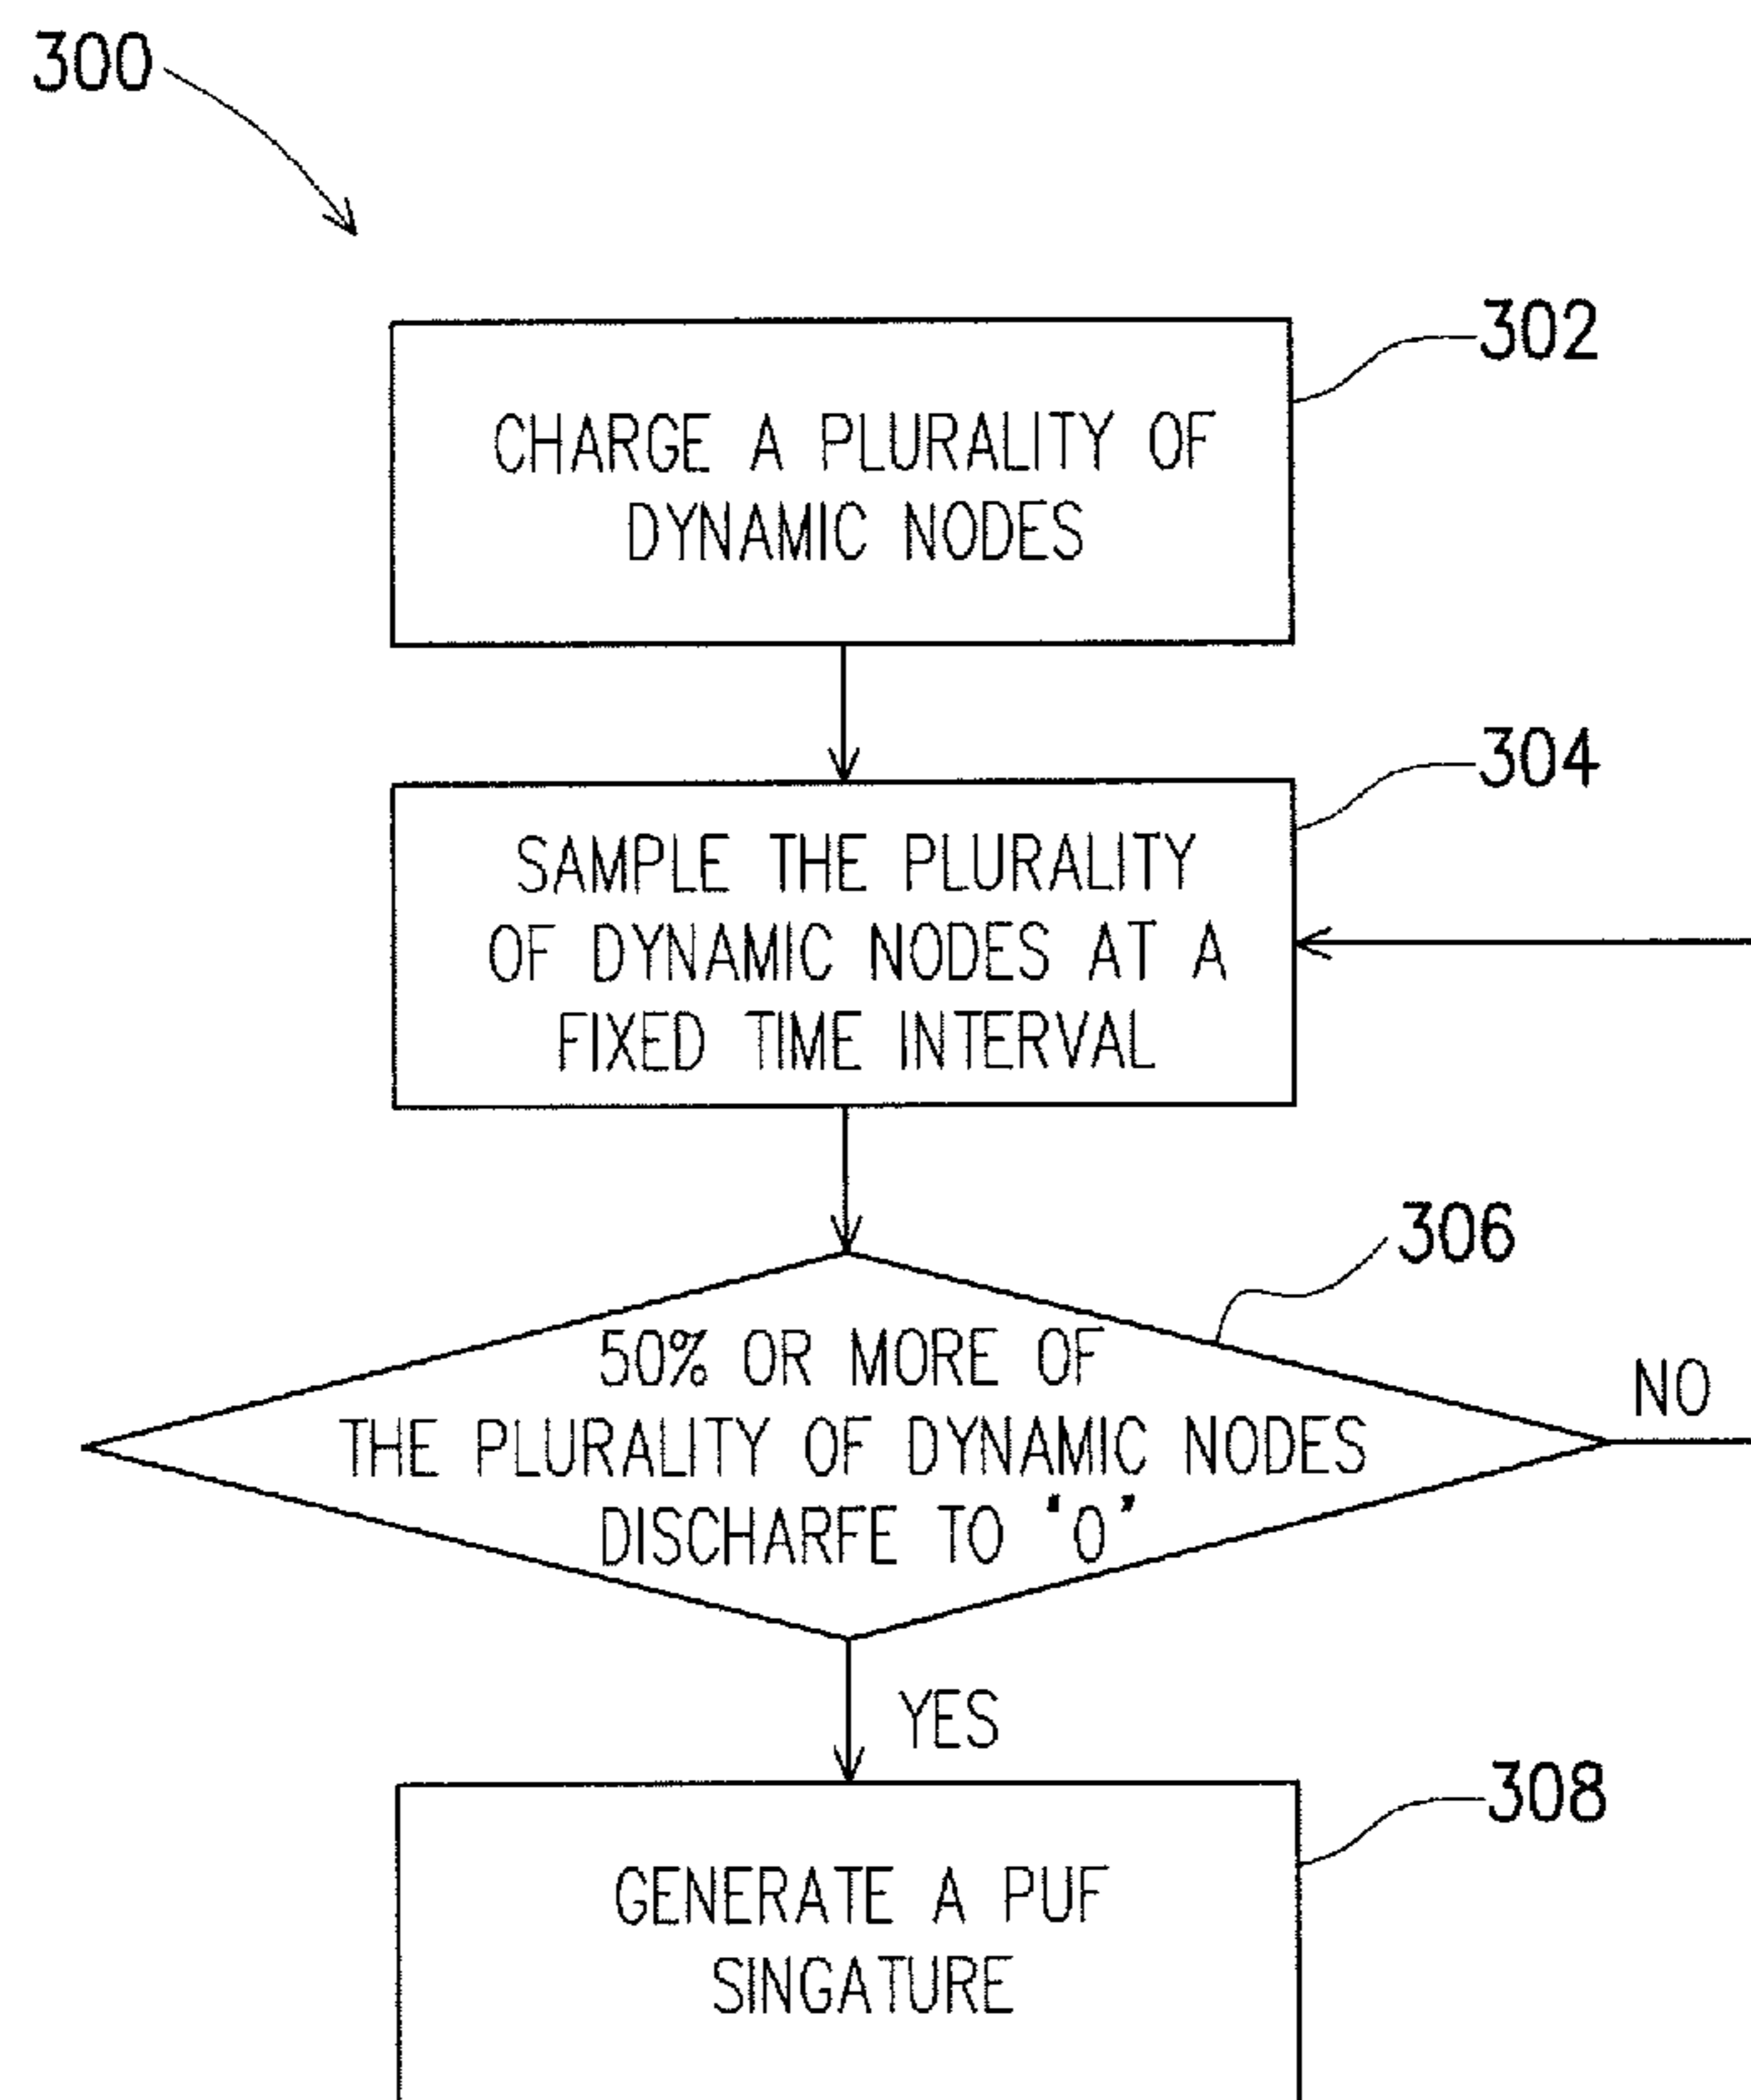 300
302
CHARGE A PLURALITY OF
DYNAMIC NODES
304
SAMPLE THE PLURALITY
OF DYNAMIC NODES AT A
FIXED TIME INTERVAL
306
50% OR MORE OF
THE PLURALITY OF DYNAMIC NODES
DISCHARFE TO "0"
NO
YES
308
GENERATE A PUF
SINGATURE